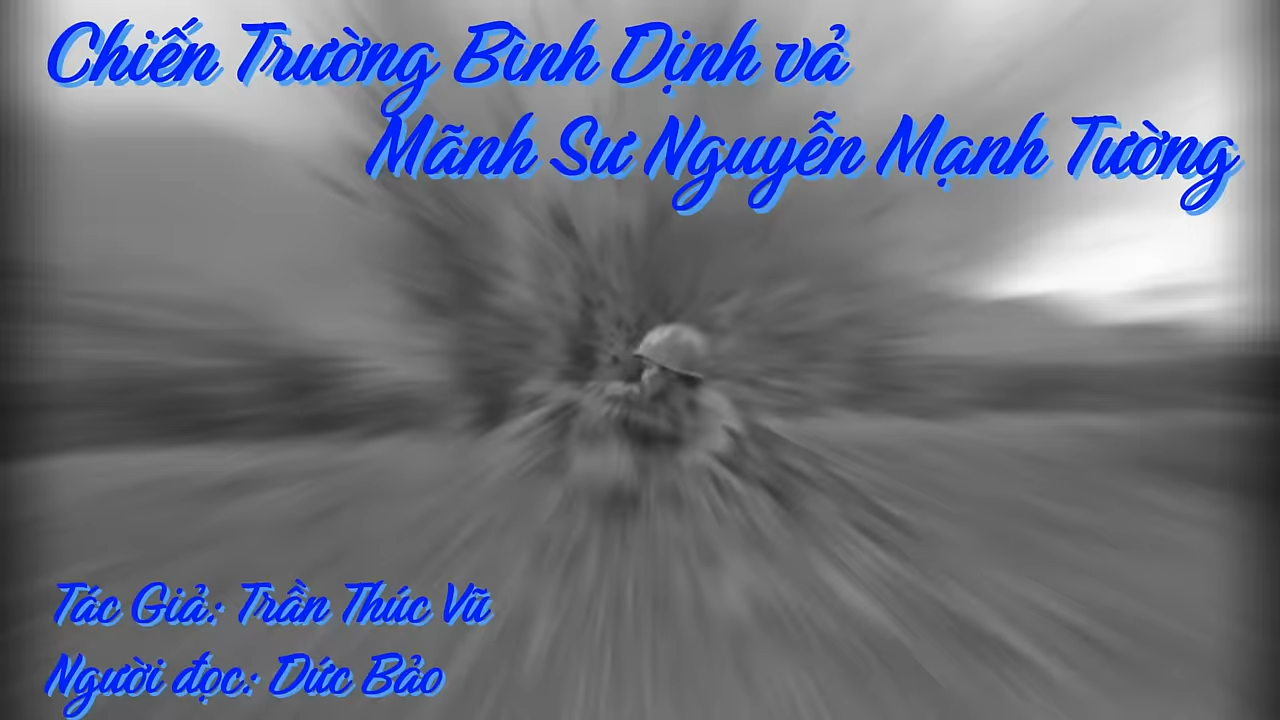 Chiến Trường Bình Định vả
Mãnh Sư Nguyễn Mạnh Tường
Tác Giả: Trần Thúc Vũ
Người đọc: Đức Bảo